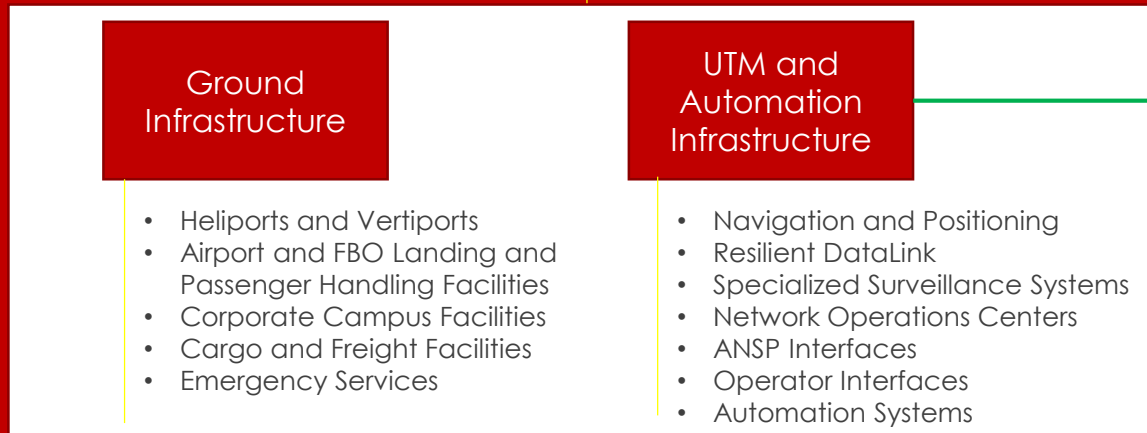 Ground
Infrastructure
• Heliports and Vertiports
• Airport and FBO Landing and
Passenger Handling Facilities
• Corporate Campus Facilities
• Cargo and Freight Facilities
• Emergency Services
UTM and
Automation
Infrastructure
• Navigation and Positioning
• Resilient DataLink
• Specialized Surveillance Systems
• Network Operations Centers
• ANSP Interfaces
• Operator Interfaces
• Automation Systems